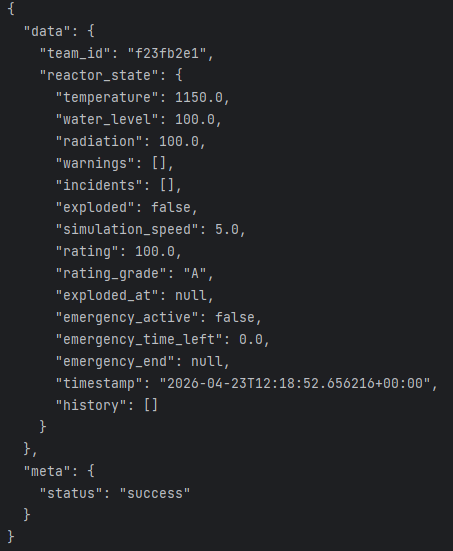 {
  "data": {
    "team_id": "f23fb2e1",
    "reactor_state": {
      "temperature": 1150.0,
      "water_level": 100.0,
      "radiation": 100.0,
      "warnings": [],
      "incidents": [],
      "exploded": false,
      "simulation_speed": 5.0,
      "rating": 100.0,
      "rating_grade": "A",
      "exploded_at": null,
      "emergency_active": false,
      "emergency_time_left": 0.0,
      "emergency_end": null,
      "timestamp": "2026-04-23T12:18:52.656216+00:00",
      "history": []
    }
  },
  "meta": {
    "status": "success"
  }
}